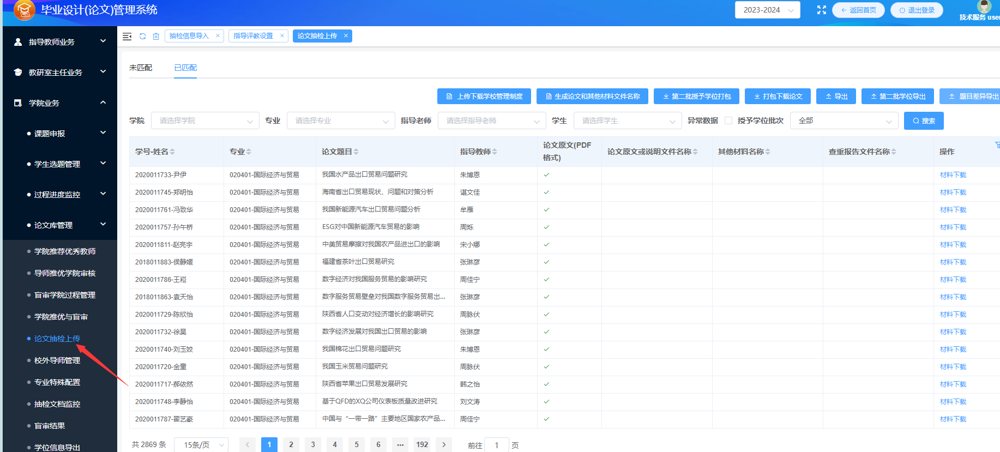 毕业设计(论文)管理系统
2023-2024
返回首页
退出登录
技术服务 user
指导教师业务
教研室主任业务
学院业务
课题申报
学生选题管理
过程进度监控
论文库管理
学院推荐优秀教师
导师推优学院审核
盲审学院过程管理
学院推优与盲审
论文抽检上传
校外导师管理
专业特殊配置
抽检文档监控
盲审结果
学位信息导出
抽检信息导入 × 指导评教设置 × 论文抽检上传 ×
未匹配 已匹配
上传下载学校管理制度 生成论文和其他材料文件名称 第二批授予学位打包 打包下载论文 导出 第二批学位导出 题目差异导出
学院 请选择学院 专业 请选择专业 指导老师 请选择指导老师 学生 请选择学生 异常数据 授予学位批次 全部 搜索
学号-姓名 专业 论文题目 指导教师 论文原文(PDF格式) 论文原文或说明文件名称 其他材料名称 查重报告文件名称 操作
2020011733-尹伊 020401-国际经济与贸易 我国水产品出口贸易问题研究 朱博恩 材料下载
2020011745-郑明怡 020401-国际经济与贸易 海南省出口贸易现状、问题和对策分析 谌文佳 材料下载
2020011761-冯致华 020401-国际经济与贸易 我国新能源汽车出口贸易问题分析 牟雁 材料下载
2020011757-孙午桥 020401-国际经济与贸易 ESG对中国新能源汽车贸易的影响 周烁 材料下载
2020011811-赵亮宇 020401-国际经济与贸易 中美贸易摩擦对我国农产品进出口的影响 宋小娜 材料下载
2018011883-侯静媛 020401-国际经济与贸易 福建省茶叶出口贸易研究 张琳彦 材料下载
2020011786-王崧 020401-国际经济与贸易 数字经济对我国服务贸易的影响研究 周佳宁 材料下载
2018011863-袁天怡 020401-国际经济与贸易 数字服务贸易壁垒对我国数字服务贸易出... 张琳彦 材料下载
2020011729-陈欣怡 020401-国际经济与贸易 陕西省人口变动对经济增长的影响研究 周脉伏 材料下载
2020011732-徐昊 020401-国际经济与贸易 数字经济发展对我国出口贸易的影响 张琳彦 材料下载
2020011740-刘玉姣 020401-国际经济与贸易 我国棉花出口贸易问题研究 朱博恩 材料下载
2020011720-金童 020401-国际经济与贸易 我国玉米贸易问题研究 周脉伏 材料下载
2020011717-郝依然 020401-国际经济与贸易 陕西省苹果出口贸易发展研究 韩之怡 材料下载
2020011748-李静怡 020401-国际经济与贸易 基于QFD的XQ公司仪表板质量改进研究 刘文涛 材料下载
2020011787-翟艺豪 020401-国际经济与贸易 中国与“一带一路”主要地区国家农产品... 周佳宁 材料下载
共 2869 条 15条/页 1 2 3 4 5 6 ... 192 前往 1 页